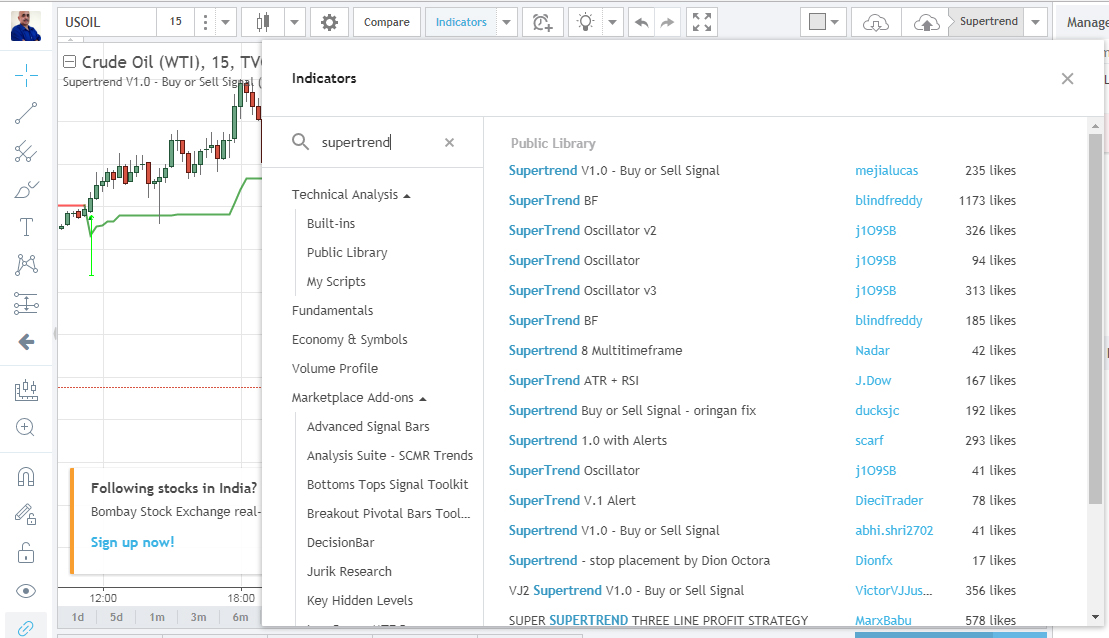 USOIL 15 Compare Indicators Supertrend Manage
Crude Oil (WTI), 15, TVC
Supertrend V1.0 - Buy or Sell Signal (
Indicators
supertrend
Technical Analysis
Built-ins
Public Library
My Scripts
Fundamentals
Economy & Symbols
Volume Profile
Marketplace Add-ons
Advanced Signal Bars
Analysis Suite - SCMR Trends
Bottoms Tops Signal Toolkit
Breakout Pivotal Bars Tool...
DecisionBar
Jurik Research
Key Hidden Levels
Public Library
Supertrend V1.0 - Buy or Sell Signal mejialucas 235 likes
SuperTrend BF blindfreddy 1173 likes
SuperTrend Oscillator v2 j1O9SB 326 likes
SuperTrend Oscillator j1O9SB 94 likes
SuperTrend Oscillator v3 j1O9SB 313 likes
SuperTrend BF blindfreddy 185 likes
Supertrend 8 Multitimeframe Nadar 42 likes
SuperTrend ATR + RSI J.Dow 167 likes
Supertrend Buy or Sell Signal - oringan fix ducksjc 192 likes
Supertrend 1.0 with Alerts scarf 293 likes
SuperTrend Oscillator j1O9SB 41 likes
SuperTrend V.1 Alert DieciTrader 78 likes
Supertrend V1.0 - Buy or Sell Signal abhi.shri2702 41 likes
Supertrend - stop placement by Dion Octora Dionfx 17 likes
VJ2 Supertrend V1.0 - Buy or Sell Signal VictorVJJus... 356 likes
SUPER SUPERTREND THREE LINE PROFIT STRATEGY MarxBabu 578 likes
Following stocks in India?
Bombay Stock Exchange real-
Sign up now!
12:00 18:00
1d 5d 1m 3m 6m